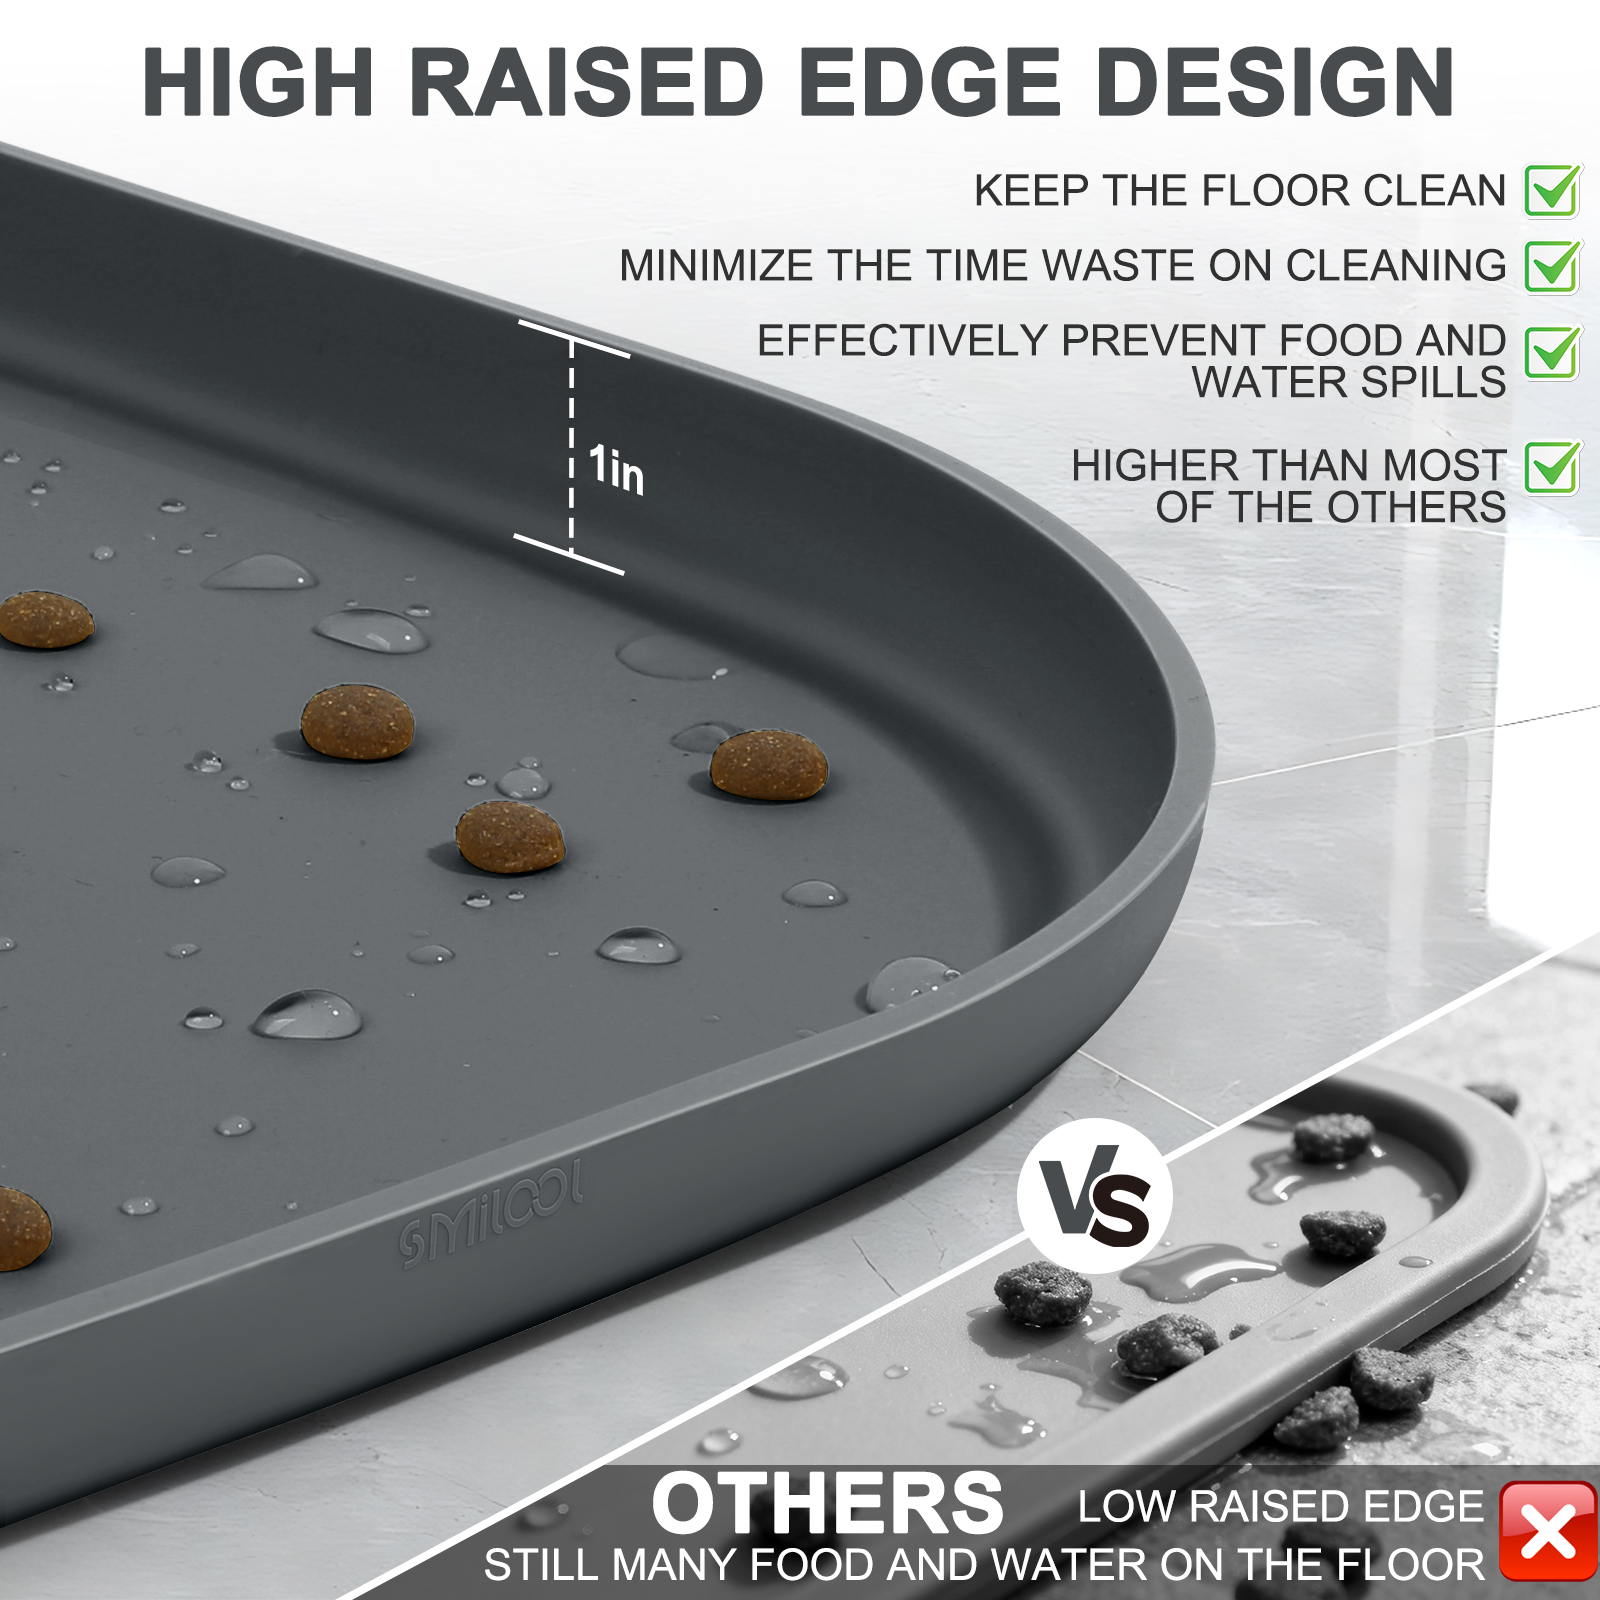 HIGH RAISED EDGE DESIGN
KEEP THE FLOOR CLEAN
MINIMIZE THE TIME WASTE ON CLEANING
EFFECTIVELY PREVENT FOOD AND
WATER SPILLS
HIGHER THAN MOST
OF THE OTHERS
1in
SMilool
VS
OTHERS
LOW RAISED EDGE
STILL MANY FOOD AND WATER ON THE FLOOR